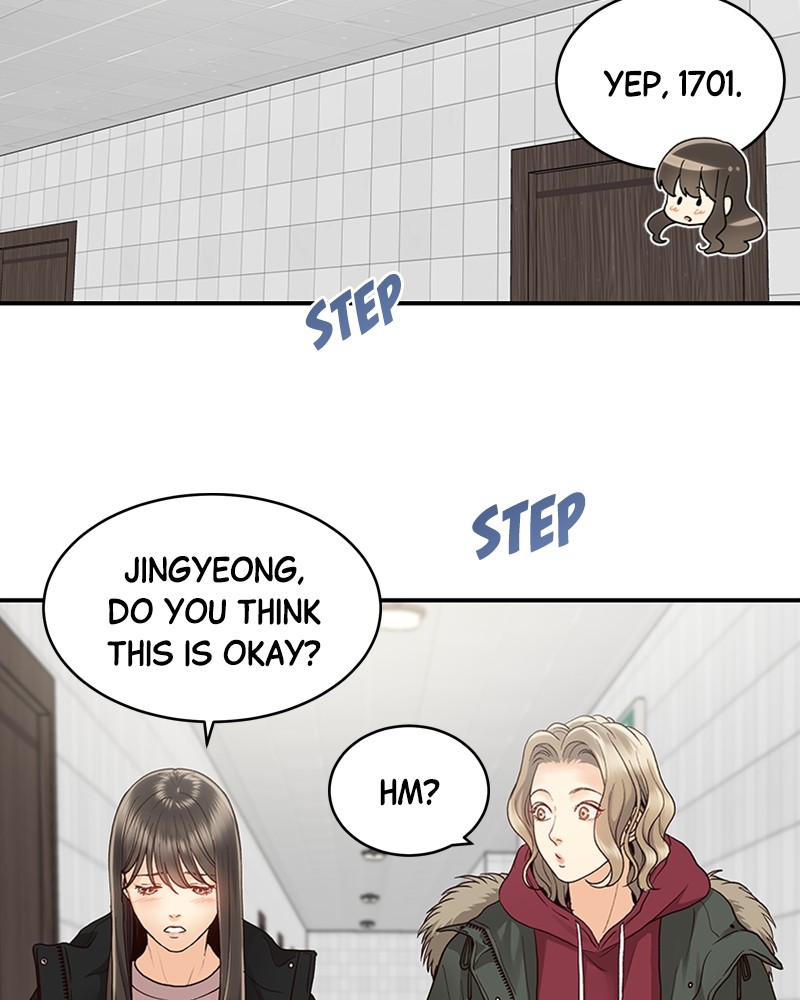 YEP, 1701.
STEP
STEP
JINGYEONG,
DO YOU THINK
THIS IS OKAY?
HM?